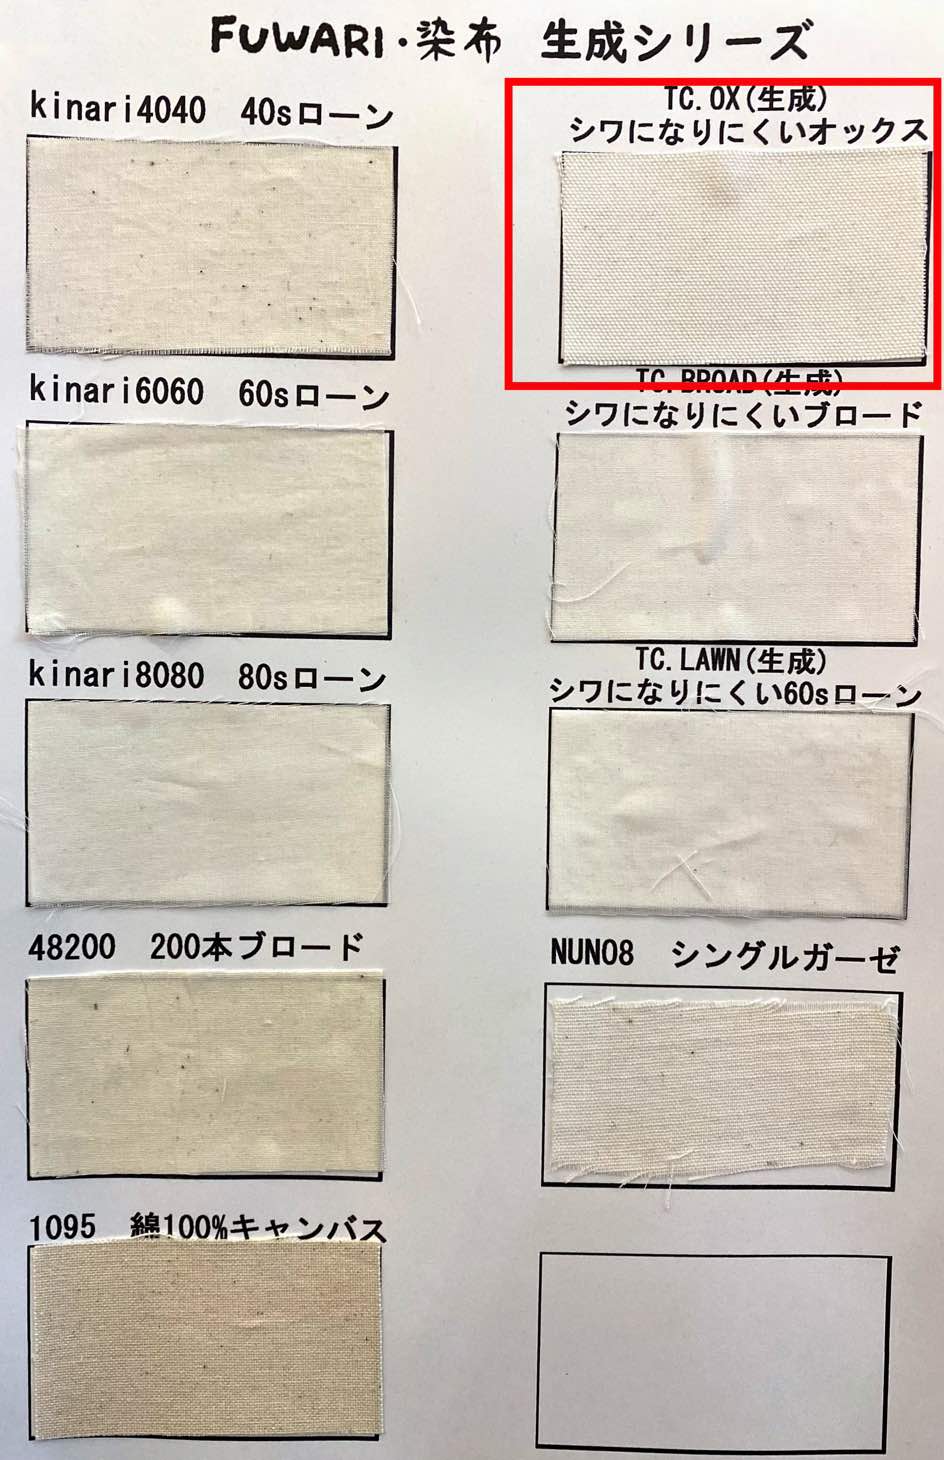 FUWARI・染布 生成シリーズ
kinari4040 40sローン
TC.OX(生成)
シワになりにくいオックス
kinari6060 60sローン
TC.BROAD(生成)
シワになりにくいブロード
kinari8080 80sローン
TC.LAWN(生成)
シワになりにくい60sローン
48200 200本ブロード
NUNO8 シングルガーゼ
1095 綿100%キャンバス